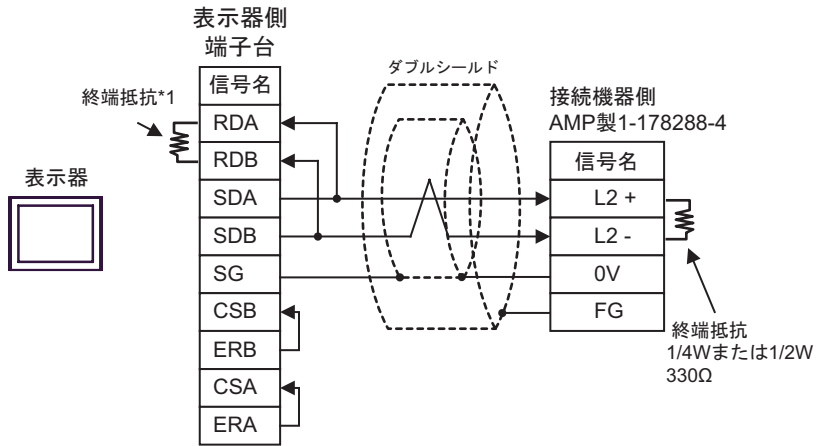 表示器側
端子台
信号名
RDA
RDB
SDA
SDB
SG
CSB
ERB
CSA
ERA
終端抵抗*1
表示器
ダブルシールド
接続機器側
AMP製1-178288-4
信号名
L2 +
L2 -
0V
FG
終端抵抗
1/4Wまたは1/2W
330Ω